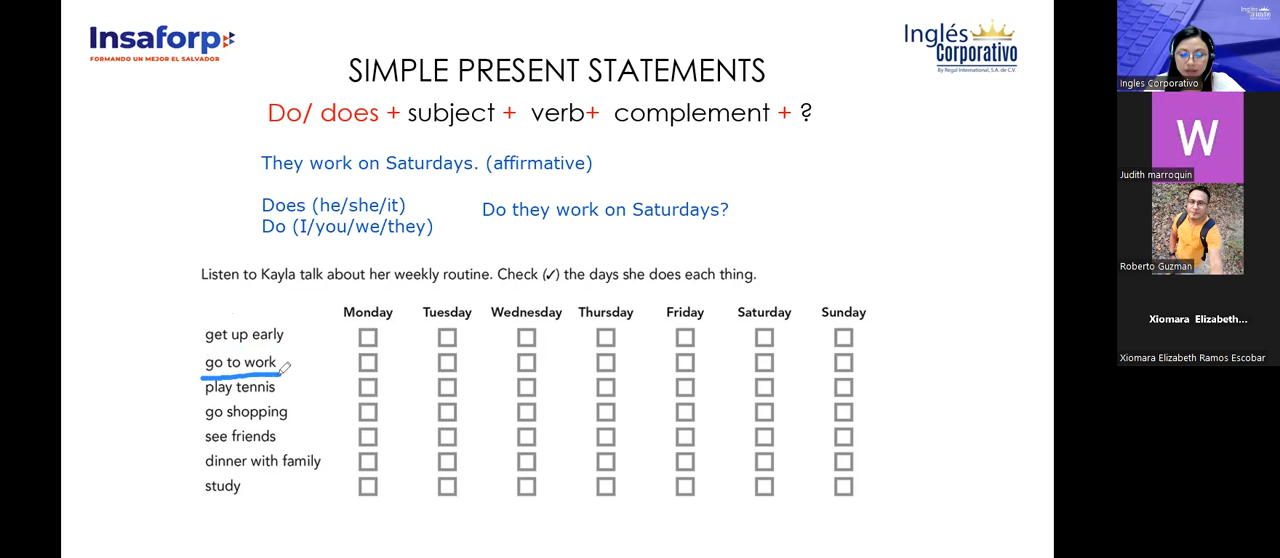 Insaforp
FORMANDO UN MEJOR EL SALVADOR
Inglés
Corporativo
By Regal International, S.A. de C.V.
SIMPLE PRESENT STATEMENTS
Do/ does + subject + verb+ complement + ?
They work on Saturdays. (affirmative)
Does (he/she/it)
Do (I/you/we/they)
Do they work on Saturdays?
Listen to Kayla talk about her weekly routine. Check (✓) the days she does each thing.
Monday Tuesday Wednesday Thursday Friday Saturday Sunday
get up early
go to work
play tennis
go shopping
see friends
dinner with family
study
Ingles Corporativo
W
Judith marroquin
Roberto Guzman
Xiomara Elizabeth...
Xiomara Elizabeth Ramos Escobar